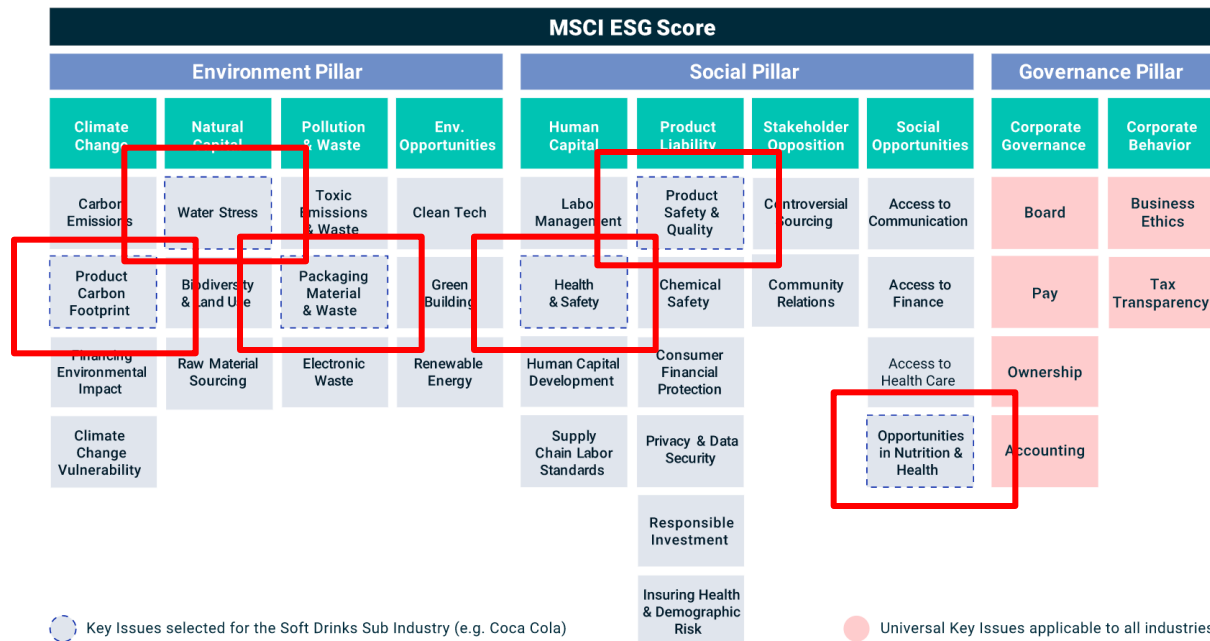 MSCI ESG Score
Environment Pillar
Social Pillar
Governance Pillar
Climate
Change
Natural
Capital
Pollution
& Waste
Env.
Opportunities
Human
Capital
Product
Liability
Stakeholder
Opposition
Social
Opportunities
Corporate
Governance
Corporate
Behavior
Carbon
Emissions
Water Stress
Toxic
Emissions
& Waste
Clean Tech
Labor
Management
Product
Safety &
Quality
Controversial
Sourcing
Access to
Communication
Board
Business
Ethics
Product
Carbon
Footprint
Biodiversity
& Land Use
Packaging
Material
& Waste
Green
Building
Health
& Safety
Chemical
Safety
Community
Relations
Access to
Finance
Pay
Tax
Transparency
Financing
Environmental
Impact
Raw Material
Sourcing
Electronic
Waste
Renewable
Energy
Human Capital
Development
Consumer
Financial
Protection
Access to
Health Care
Ownership
Climate
Change
Vulnerability
Supply
Chain Labor
Standards
Privacy & Data
Security
Opportunities
in Nutrition &
Health
Accounting
Responsible
Investment
Insuring Health
& Demographic
Risk
Key Issues selected for the Soft Drinks Sub Industry (e.g. Coca Cola)
Universal Key Issues applicable to all industries